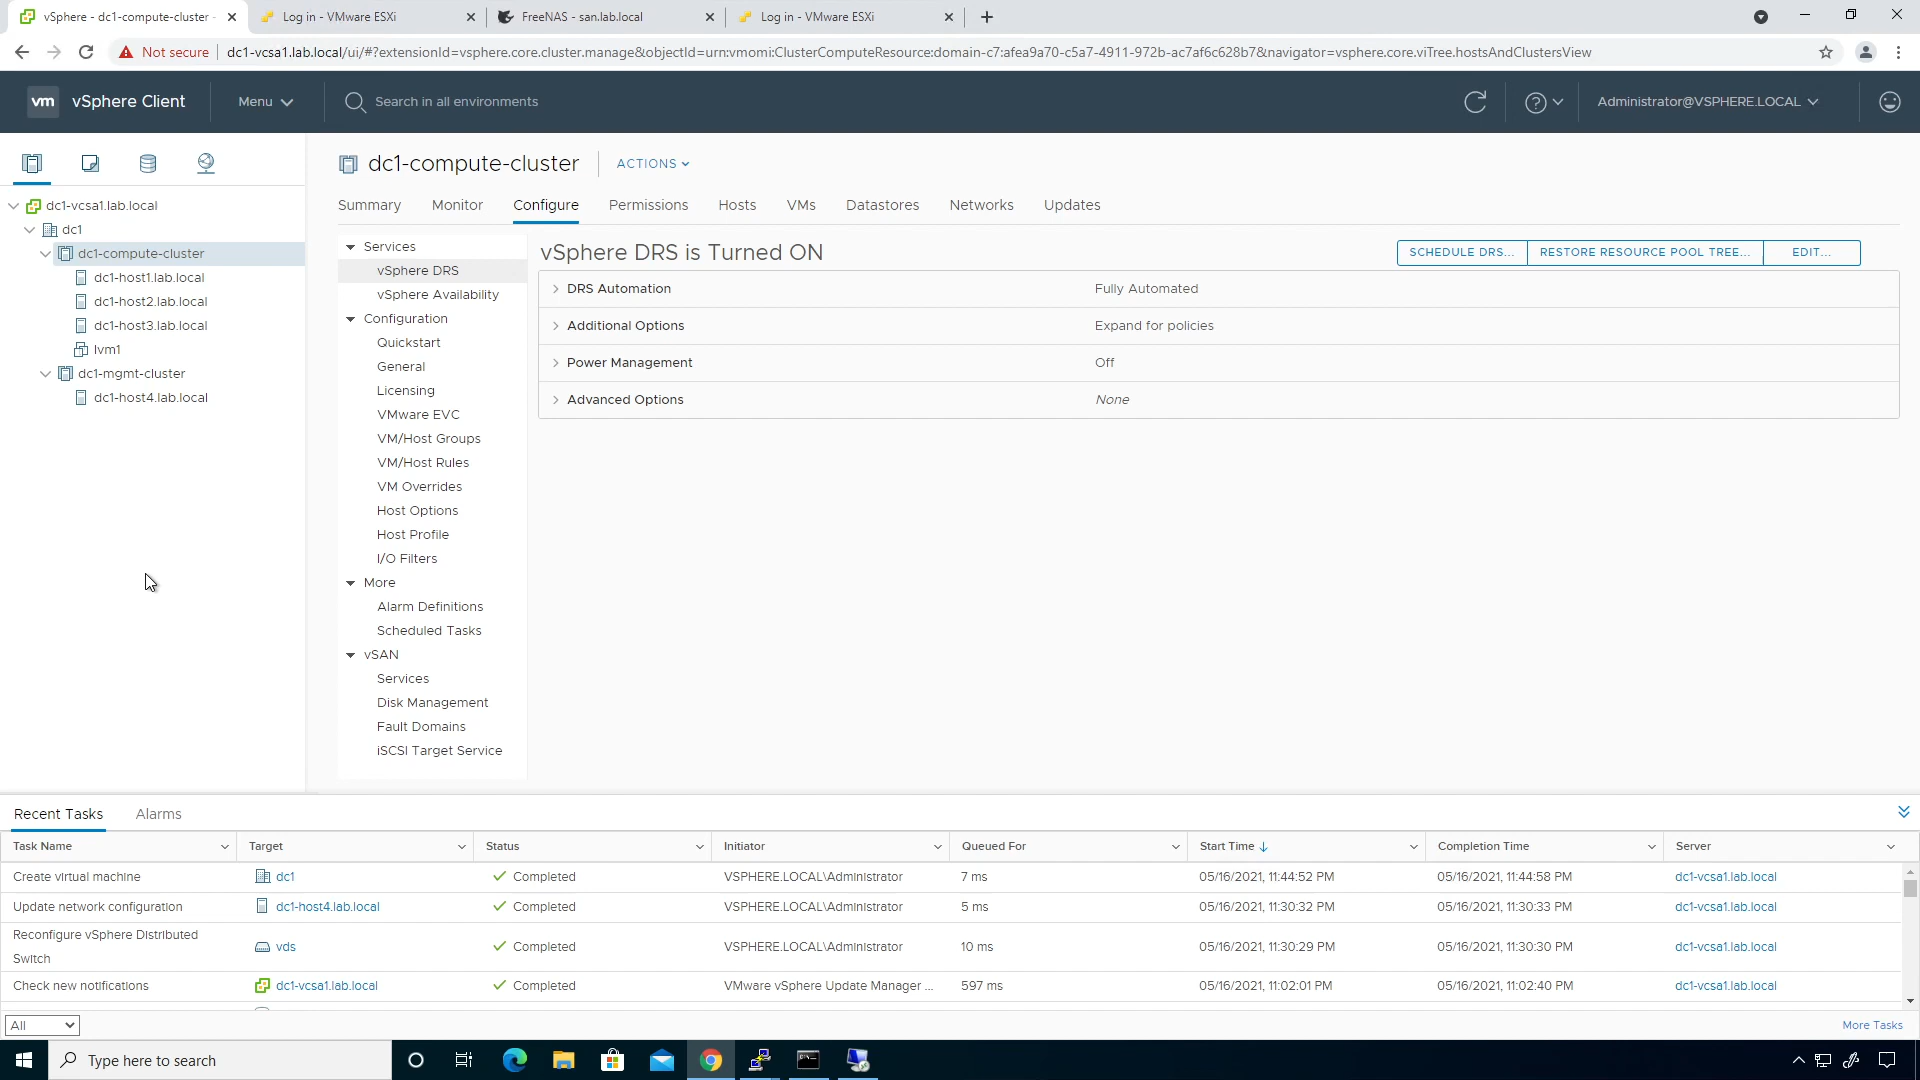 vSphere - dc1-compute-cluster -
Log in - VMware ESXi
FreeNAS - san.lab.local
Log in - VMware ESXi
Not secure
dc1-vcsa1.lab.local/ui/#?extensionId=vsphere.core.cluster.manage&objectId=urn:vmomi:ClusterComputeResource:domain-c7:afea9a70-c5a7-4911-972b-ac7af6c628b7&navigator=vsphere.core.viTree.hostsAndClustersView
vm vSphere Client
Menu
Search in all environments
Administrator@VSPHERE.LOCAL
dc1-vcsa1.lab.local
dc1
dc1-compute-cluster
dc1-host1.lab.local
dc1-host2.lab.local
dc1-host3.lab.local
lvm1
dc1-mgmt-cluster
dc1-host4.lab.local
dc1-compute-cluster
ACTIONS
Summary Monitor Configure Permissions Hosts VMs Datastores Networks Updates
Services
vSphere DRS
vSphere Availability
Configuration
Quickstart
General
Licensing
VMware EVC
VM/Host Groups
VM/Host Rules
VM Overrides
Host Options
Host Profile
I/O Filters
More
Alarm Definitions
Scheduled Tasks
vSAN
Services
Disk Management
Fault Domains
iSCSI Target Service
vSphere DRS is Turned ON
SCHEDULE DRS... RESTORE RESOURCE POOL TREE... EDIT...
DRS Automation Fully Automated
Additional Options Expand for policies
Power Management Off
Advanced Options None
Recent Tasks Alarms
Task Name Target Status Initiator Queued For Start Time Completion Time Server
Create virtual machine dc1 Completed VSPHERE.LOCAL\Administrator 7 ms 05/16/2021, 11:44:52 PM 05/16/2021, 11:44:58 PM dc1-vcsa1.lab.local
Update network configuration dc1-host4.lab.local Completed VSPHERE.LOCAL\Administrator 5 ms 05/16/2021, 11:30:32 PM 05/16/2021, 11:30:33 PM dc1-vcsa1.lab.local
Reconfigure vSphere Distributed
Switch vds Completed VSPHERE.LOCAL\Administrator 10 ms 05/16/2021, 11:30:29 PM 05/16/2021, 11:30:30 PM dc1-vcsa1.lab.local
Check new notifications dc1-vcsa1.lab.local Completed VMware vSphere Update Manager ... 597 ms 05/16/2021, 11:02:01 PM 05/16/2021, 11:02:40 PM dc1-vcsa1.lab.local
All
More Tasks
Type here to search